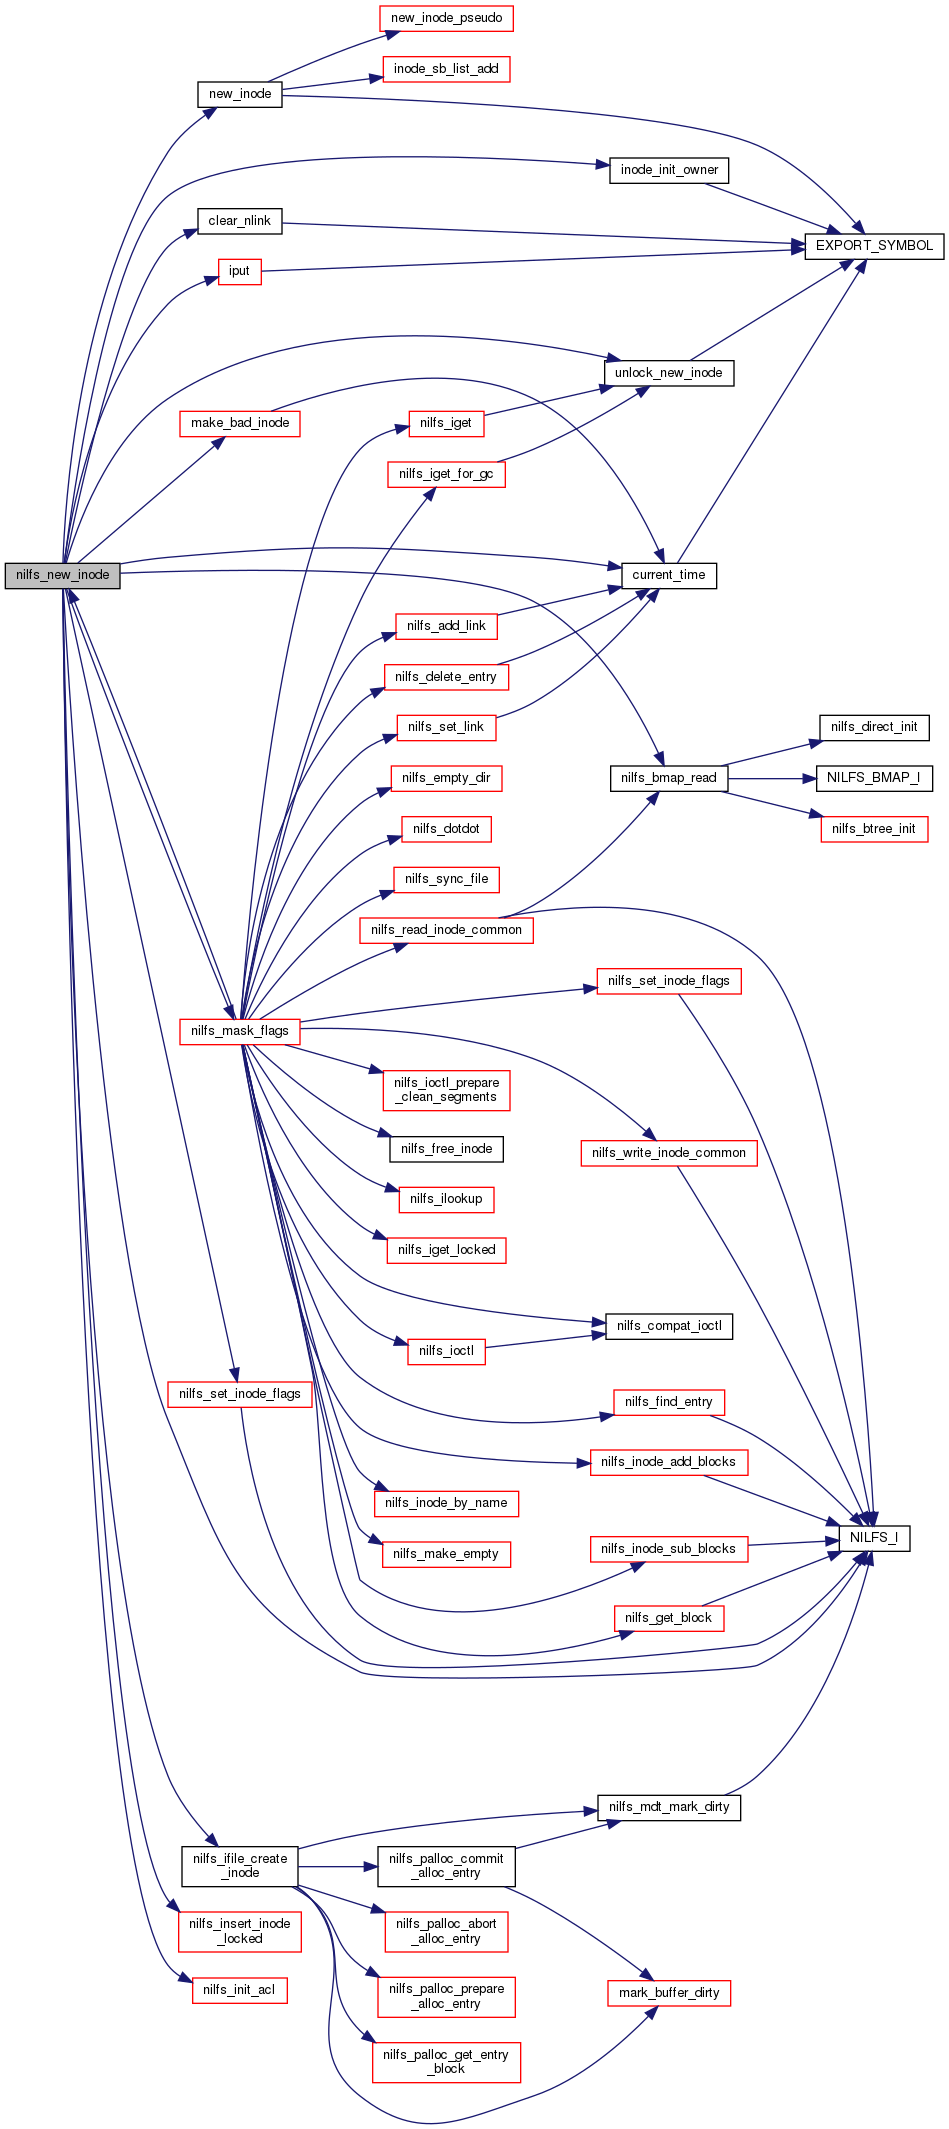 new_inode_pseudo
inode_sb_list_add
new_inode
inode_init_owner
clear_nlink
EXPORT_SYMBOL
iput
unlock_new_inode
make_bad_inode
nilfs_iget
nilfs_iget_for_gc
nilfs_new_inode
current_time
nilfs_add_link
nilfs_delete_entry
nilfs_set_link
nilfs_direct_init
nilfs_empty_dir
nilfs_bmap_read
NILFS_BMAP_I
nilfs_dotdot
nilfs_btree_init
nilfs_sync_file
nilfs_read_inode_common
nilfs_set_inode_flags
nilfs_mask_flags
nilfs_ioctl_prepare
_clean_segments
nilfs_free_inode
nilfs_write_inode_common
nilfs_ilookup
nilfs_iget_locked
nilfs_compat_ioctl
nilfs_ioctl
nilfs_set_inode_flags
nilfs_find_entry
nilfs_inode_add_blocks
nilfs_inode_by_name
NILFS_I
nilfs_make_empty
nilfs_inode_sub_blocks
nilfs_get_block
nilfs_mdt_mark_dirty
nilfs_ifile_create
_inode
nilfs_palloc_commit
_alloc_entry
nilfs_insert_inode
_locked
nilfs_palloc_abort
_alloc_entry
nilfs_init_acl
nilfs_palloc_prepare
_alloc_entry
mark_buffer_dirty
nilfs_palloc_get_entry
_block